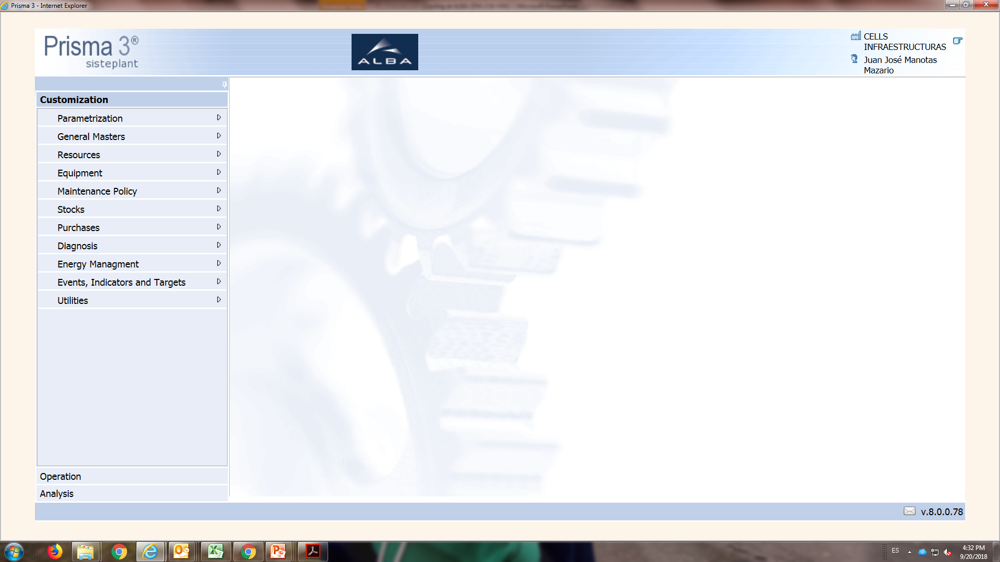 Prisma 3 - Internet Explorer
Prisma 3®
sisteplant
ALBA
CELLS
INFRAESTRUCTURAS
Juan José Manotas
Mazario
Customization
Parametrization
General Masters
Resources
Equipment
Maintenance Policy
Stocks
Purchases
Diagnosis
Energy Managment
Events, Indicators and Targets
Utilities
Operation
Analysis
v.8.0.0.78
ES
4:32 PM
9/20/2018